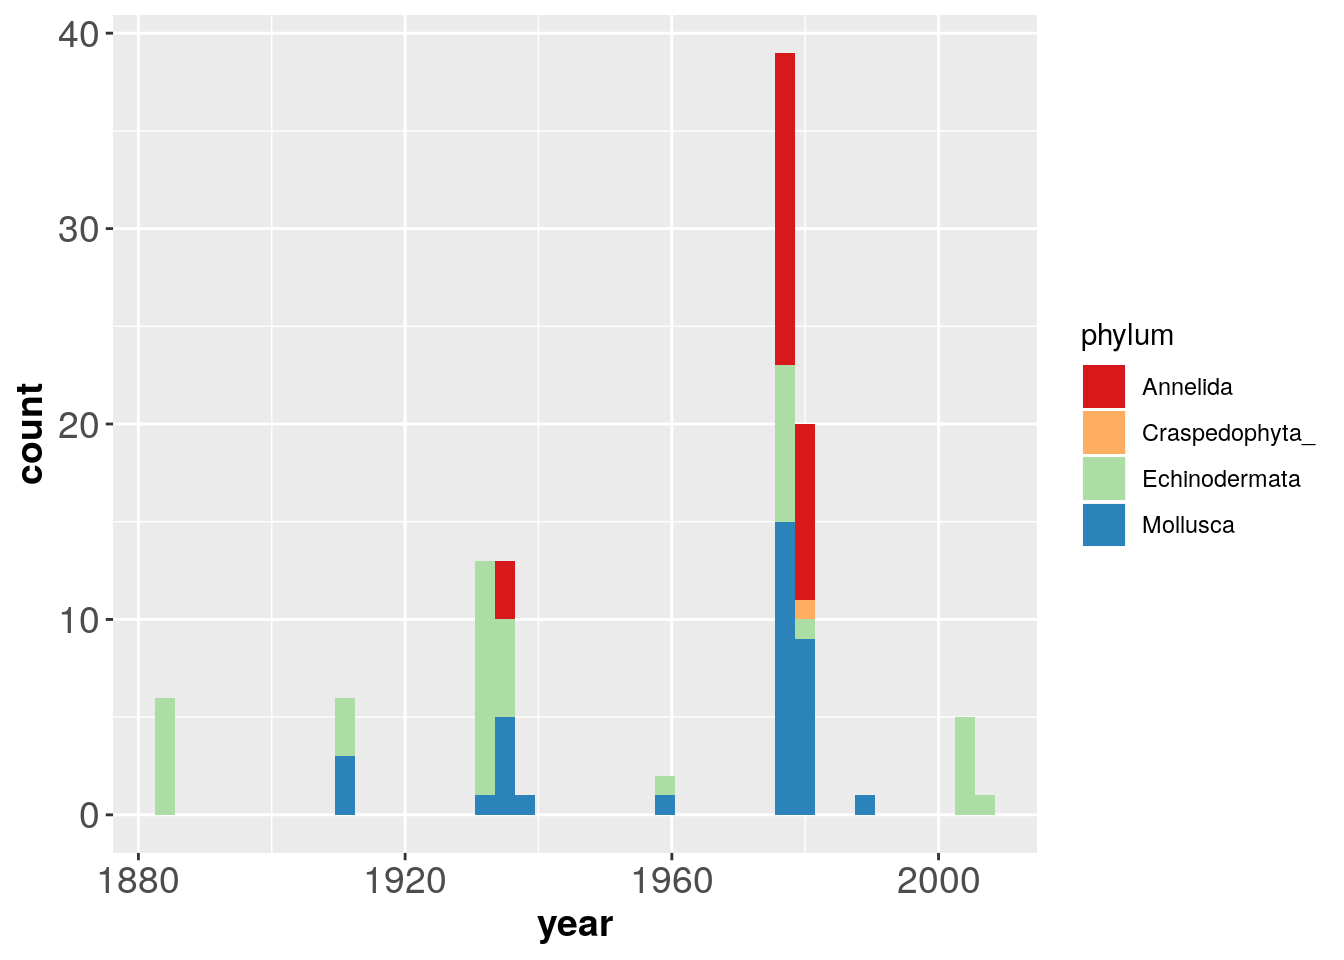 40
30
20
10
0
count
1880 1920 1960 2000
year
phylum
Annelida
Craspedophyta_
Echinodermata
Mollusca